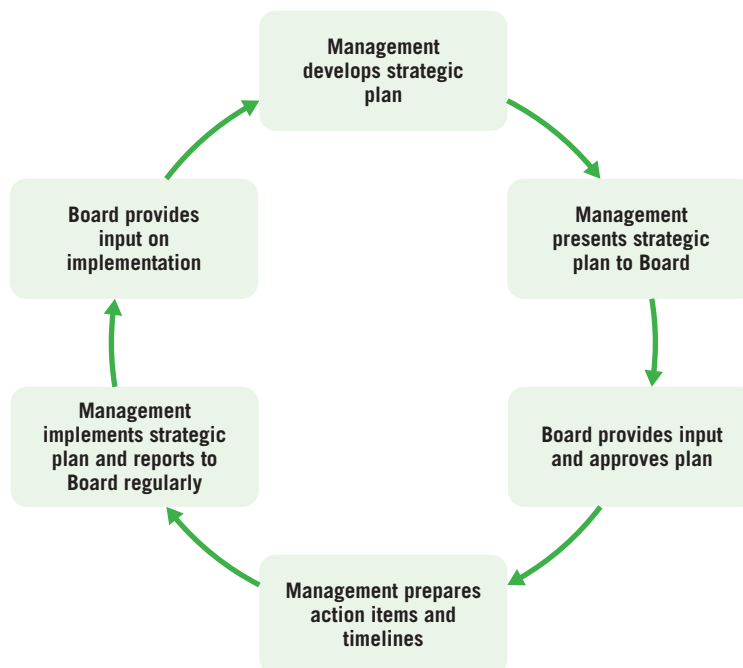 Management
develops strategic
plan
Management
presents strategic
plan to Board
Board provides input
and approves plan
Management prepares
action items and
timelines
Management
implements strategic
plan and reports to
Board regularly
Board provides
input on
implementation